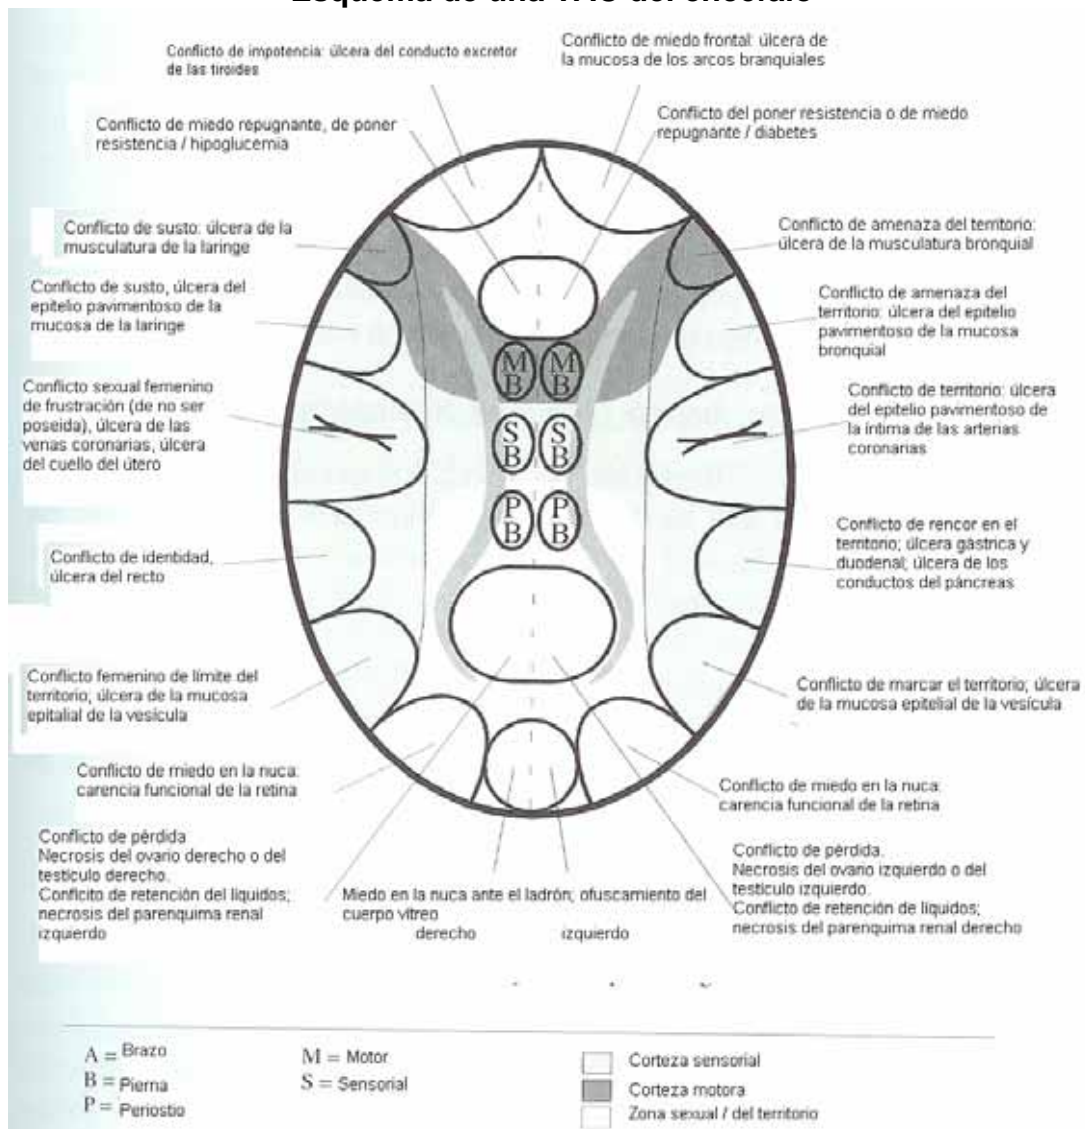 Esquema de una TAC del encéfalo
Conflicto de impotencia: úlcera del conducto excretor
de las tiroides
Conflicto de miedo frontal: úlcera de
la mucosa de los arcos branquiales
Conflicto de miedo repugnante, de poner
resistencia / hipoglucemia
Conflicto del poner resistencia o de miedo
repugnante / diabetes
Conflicto de susto: úlcera de la
musculatura de la laringe
Conflicto de amenaza del territorio:
úlcera de la musculatura bronquial
Conflicto de susto, úlcera del
epitelio pavimentoso de la
mucosa de la laringe
Conflicto de amenaza del
territorio: úlcera del epitelio
pavimentoso de la mucosa
bronquial
Conflicto sexual femenino
de frustración (de no ser
poseida), úlcera de las
venas coronarias, úlcera
del cuello del útero
Conflicto de territorio: úlcera
del epitelio pavimentoso de
la íntima de las arterias
coronarias
M M
B B
S S
B B
P P
B B
Conflicto de identidad,
úlcera del recto
Conflicto de rencor en el
territorio; úlcera gástrica y
duodenal; úlcera de los
conductos del páncreas
Conflicto femenino de límite del
territorio; úlcera de la mucosa
epitalial de la vesícula
Conflicto de marcar el territorio; úlcera
de la mucosa epitelial de la vesícula
Conflicto de miedo en la nuca:
carencia funcional de la retina
Conflicto de miedo en la nuca:
carencia funcional de la retina
Conflicto de pérdida
Necrosis del ovario derecho o del
testículo derecho.
Conflicito de retención del líquidos;
necrosis del parenquima renal
izquierdo
Miedo en la nuca ante el ladrón; ofuscamiento del
cuerpo vítreo
derecho izquierdo
Conflicto de pérdida.
Necrosis del ovario izquierdo o del
testículo izquierdo.
Conflicto de retención de líquidos;
necrosis del parenquima renal derecho
A = Brazo
B = Pierna
P = Periostio
M = Motor
S = Sensorial
Corteza sensorial
Corteza motora
Zona sexual / del territorio